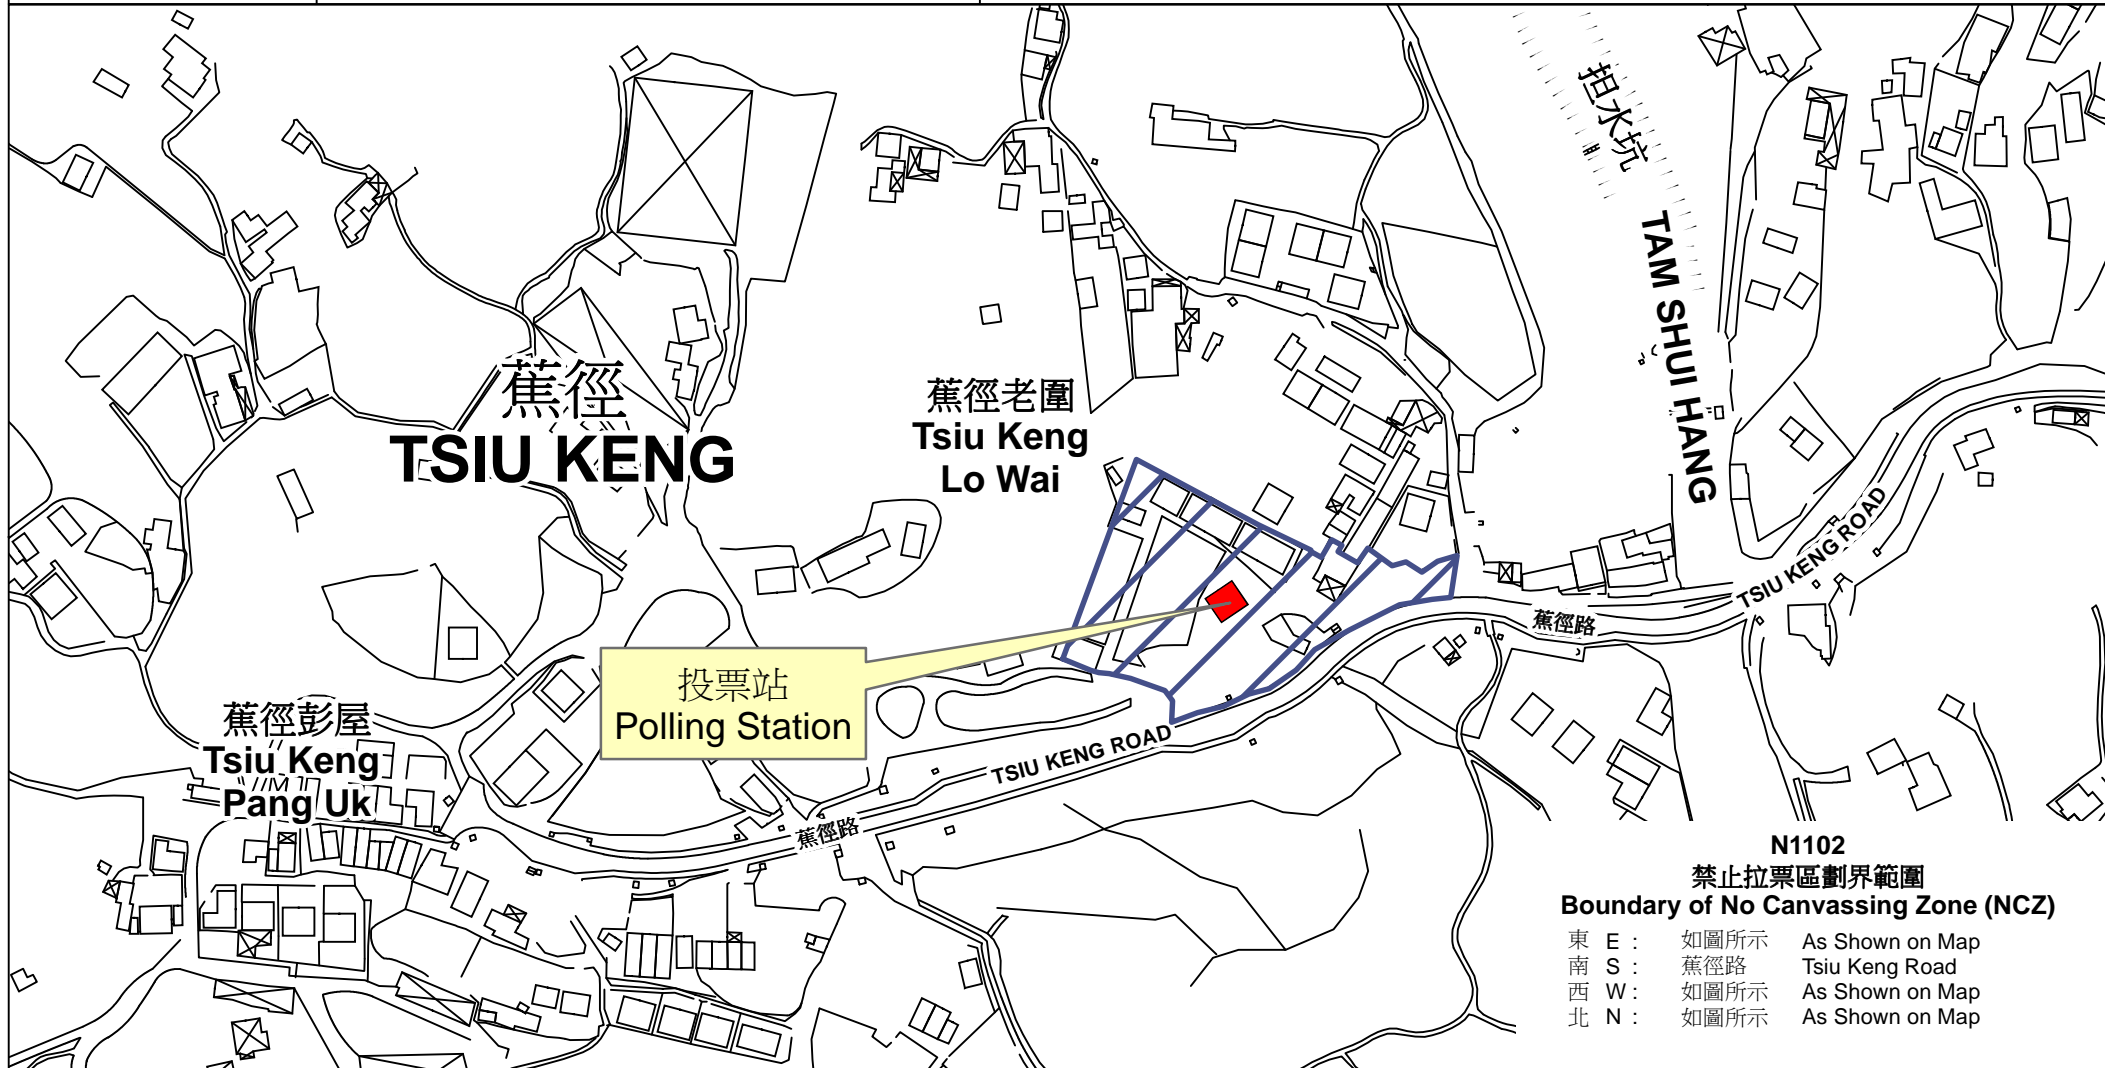 担水坑
TAM SHUI HANG
蕉徑
TSIU KENG
蕉徑老圍
Tsiu Keng
Lo Wai
TSIU KENG ROAD
蕉徑路
投票站
Polling Station
蕉徑彭屋
Tsiu Keng
Pang Uk
TSIU KENG ROAD
蕉徑路
N1102
禁止拉票區劃界範圍
Boundary of No Canvassing Zone (NCZ)
東 E : 如圖所示 As Shown on Map
南 S : 蕉徑路 Tsiu Keng Road
西 W : 如圖所示 As Shown on Map
北 N : 如圖所示 As Shown on Map